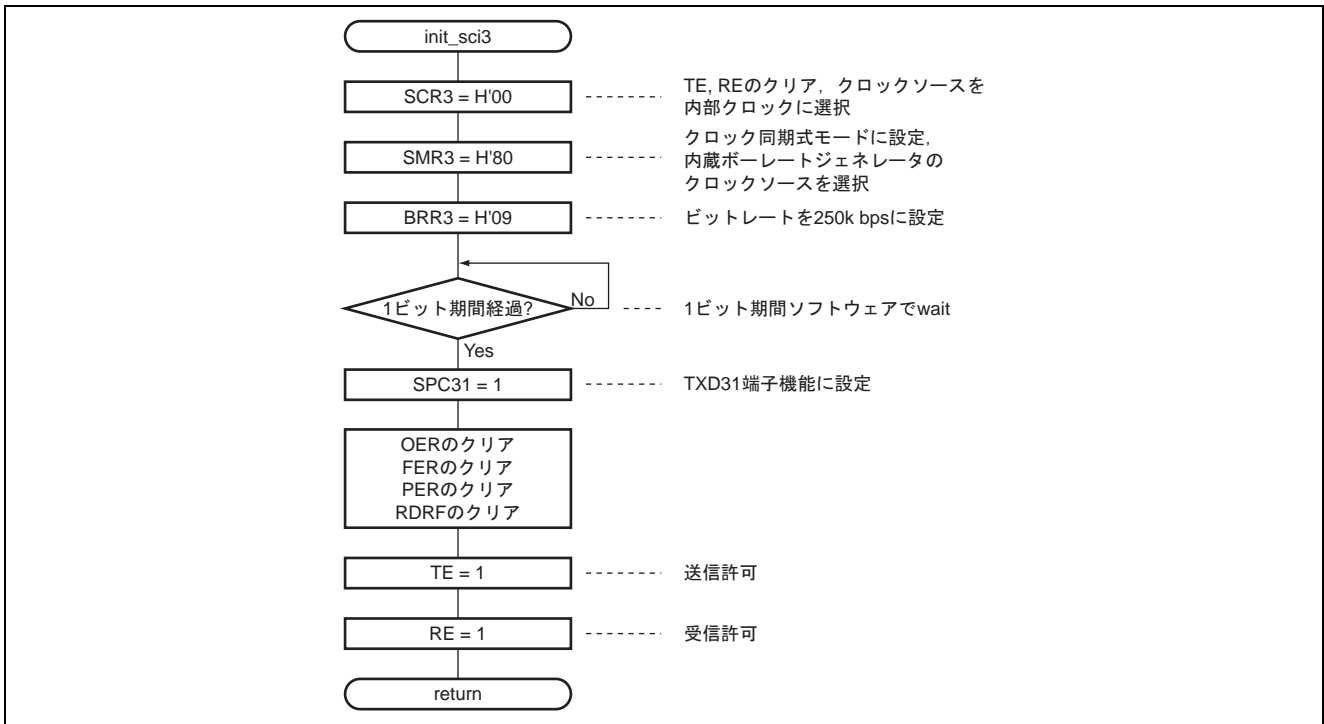 init_sci3
SCR3 = H'00
TE, REのクリア，クロックソースを
内部クロックに選択
SMR3 = H'80
クロック同期式モードに設定，
内蔵ボーレートジェネレータの
クロックソースを選択
BRR3 = H'09
ビットレートを250k bpsに設定
1ビット期間経過?
No
1ビット期間ソフトウェアでwait
Yes
SPC31 = 1
TXD31端子機能に設定
OERのクリア
FERのクリア
PERのクリア
RDRFのクリア
TE = 1
送信許可
RE = 1
受信許可
return